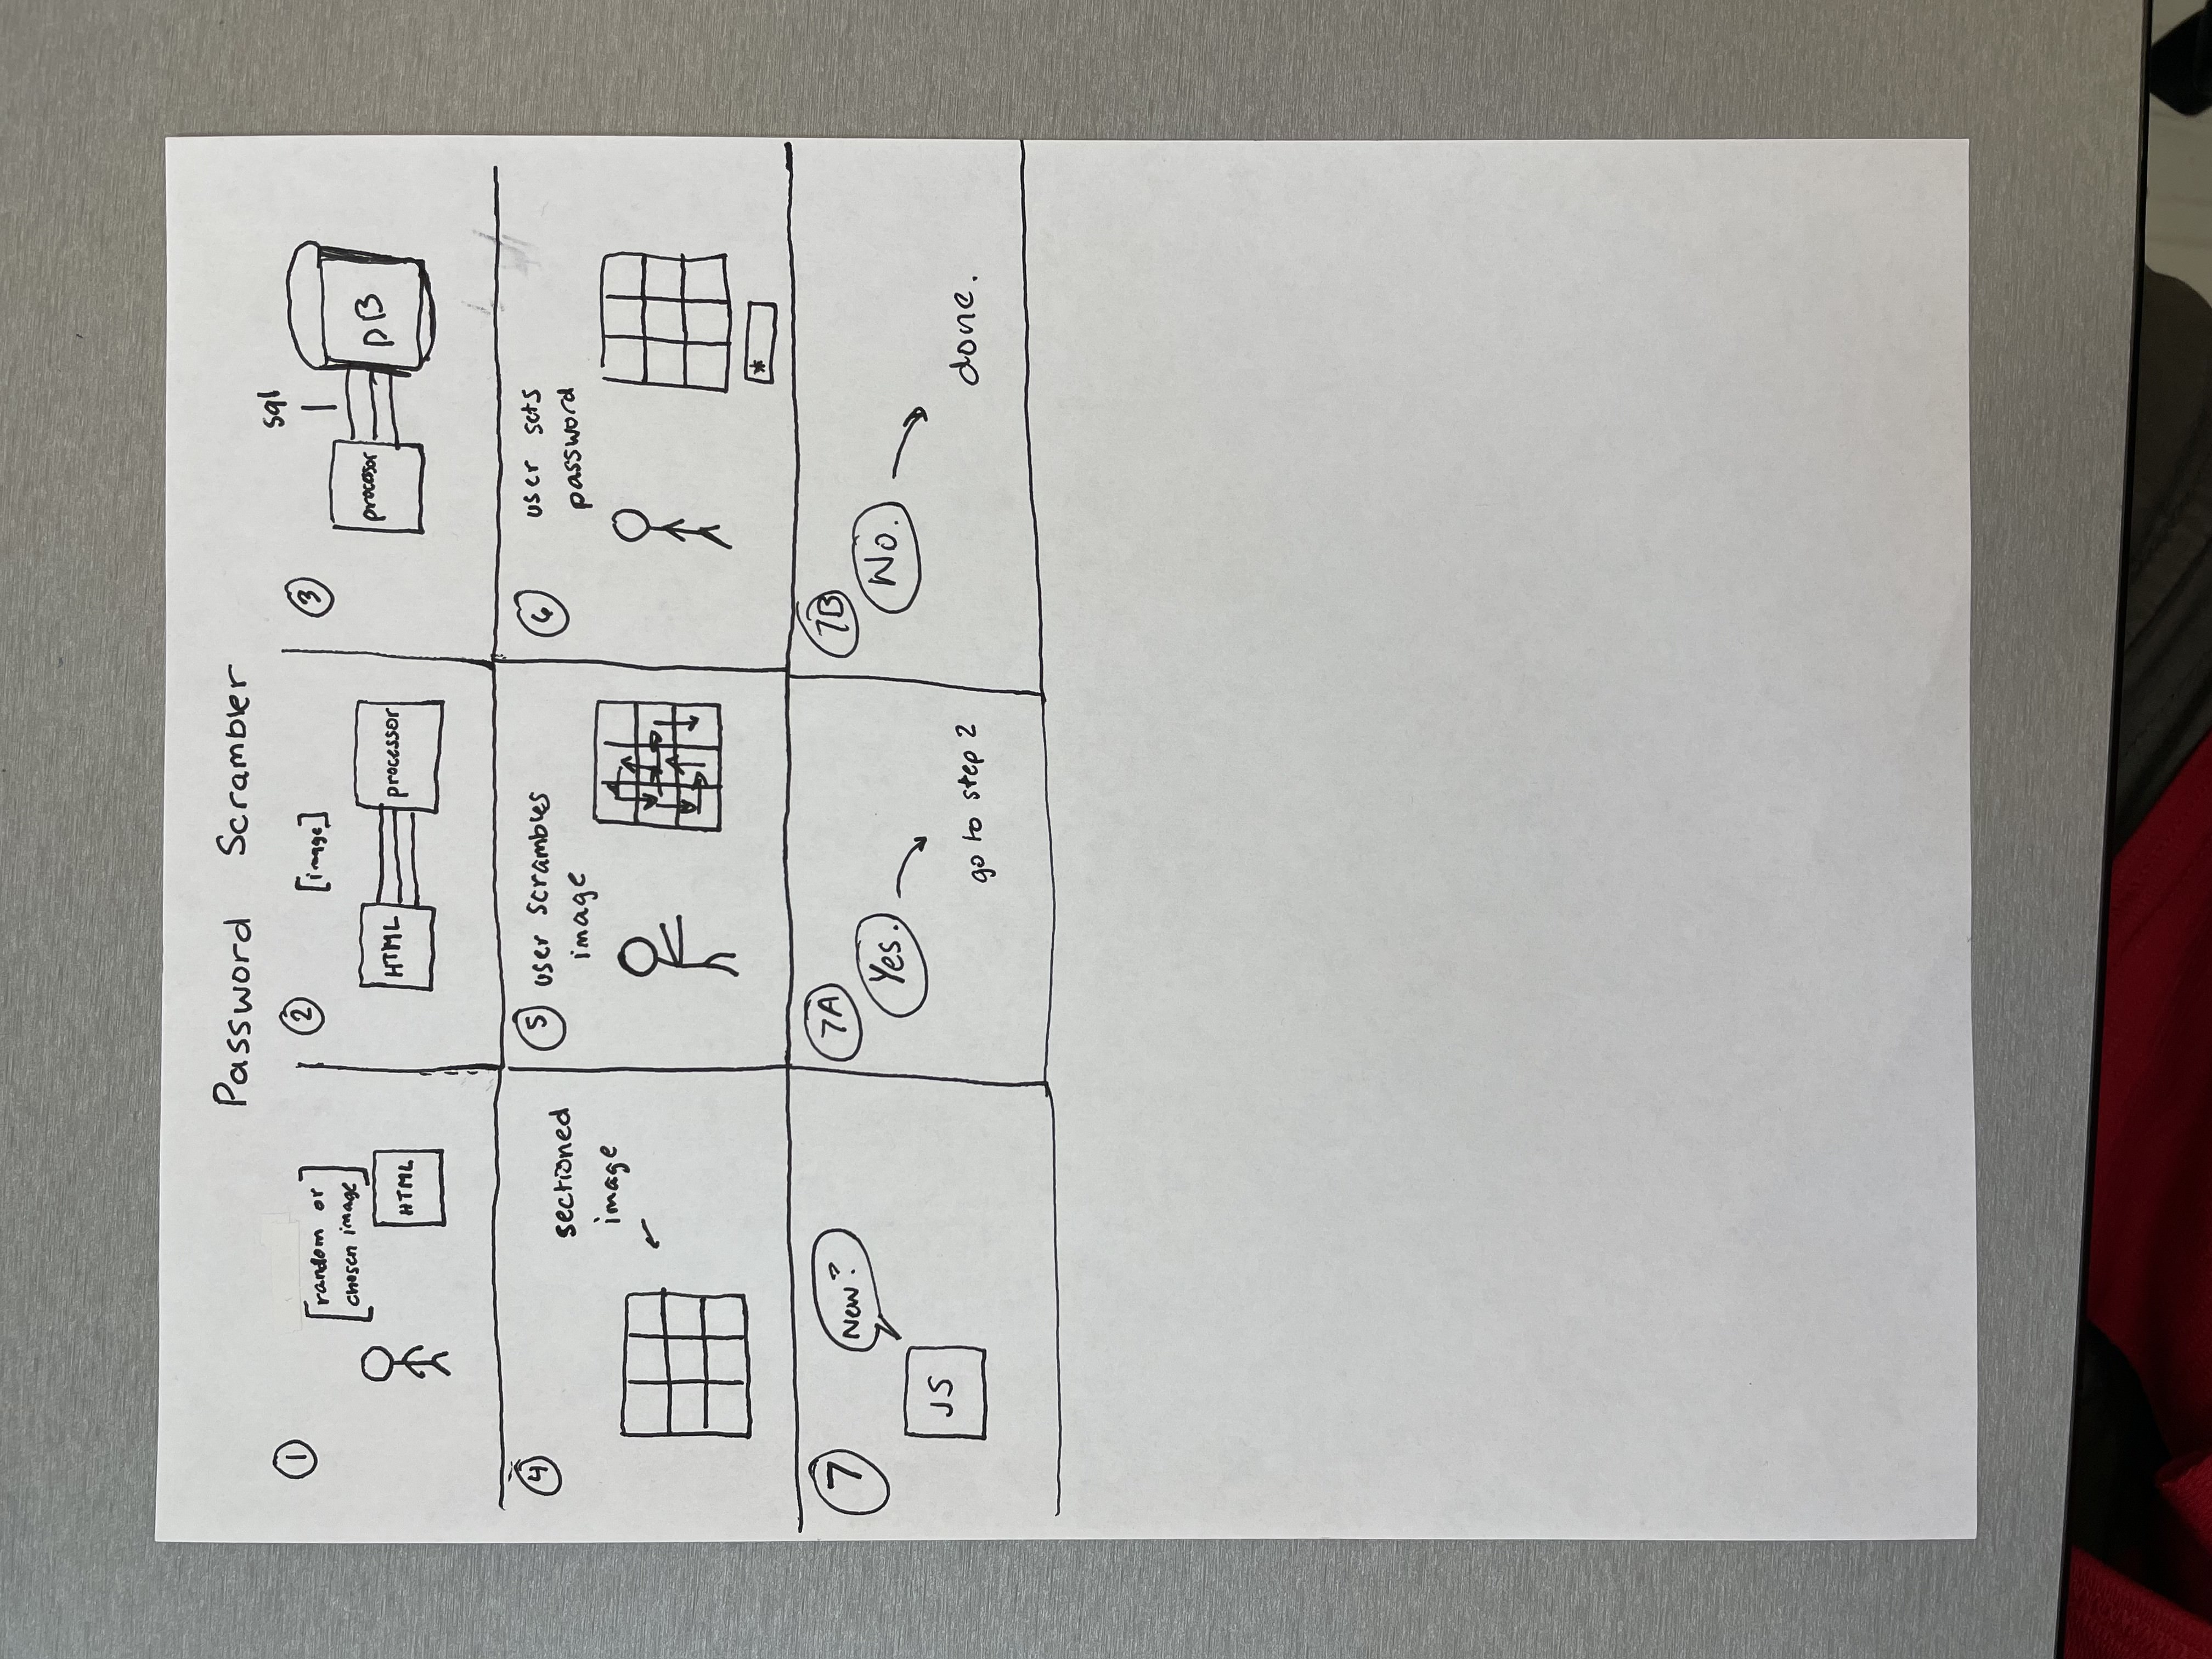 Password Scrambler
1
[random or
chosen image]
HTML
2
[image]
HTML
processor
3
sql
processor
DB
4
sectioned
image
5
user scrambles
image
6
user sets
password
*
7
New?
JS
7A
Yes.
go to step 2
7B
No.
done.